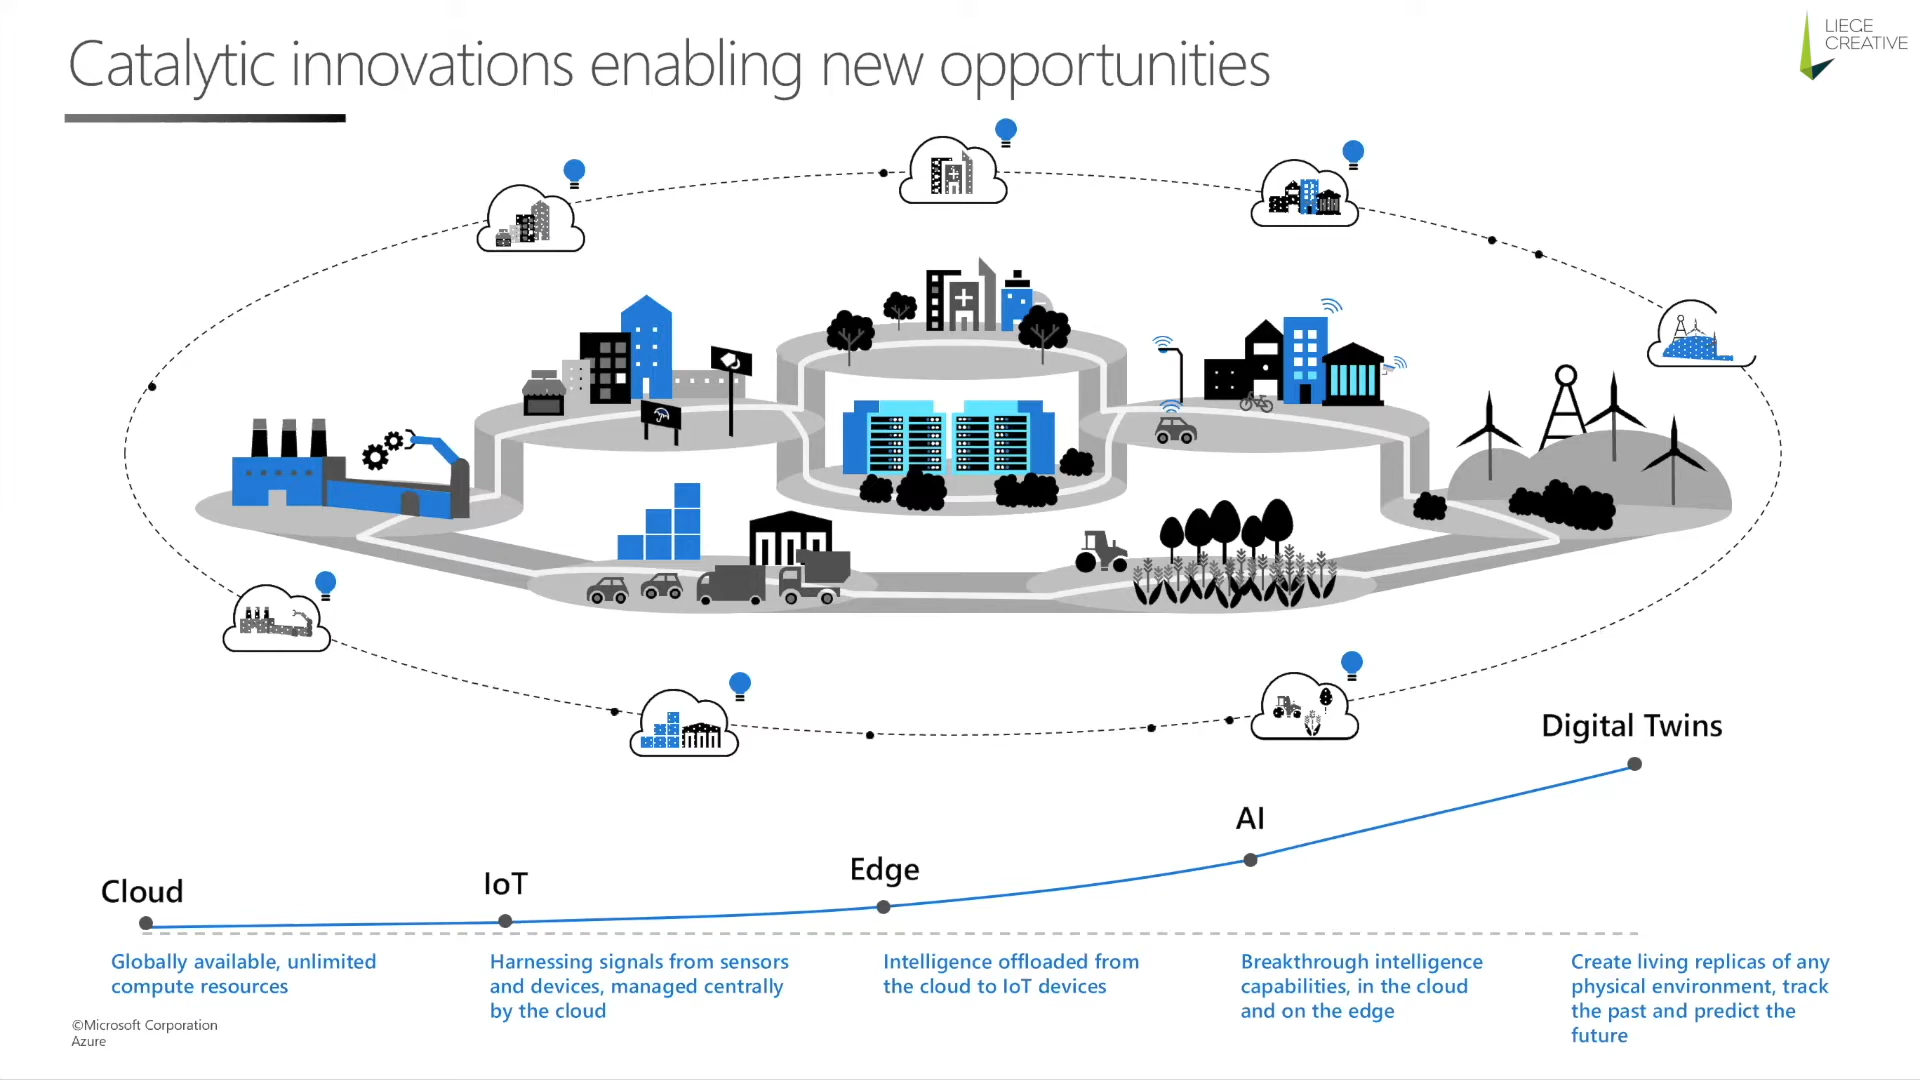 Catalytic innovations enabling new opportunities
LIEGE
CREATIVE
Digital Twins
AI
Edge
IoT
Cloud
Globally available, unlimited
compute resources
Harnessing signals from sensors
and devices, managed centrally
by the cloud
Intelligence offloaded from
the cloud to IoT devices
Breakthrough intelligence
capabilities, in the cloud
and on the edge
Create living replicas of any
physical environment, track
the past and predict the
future
©Microsoft Corporation
Azure